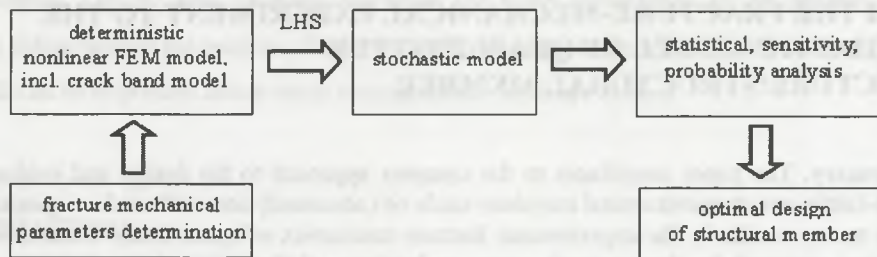 deterministic
nonlinear FEM model,
incl. crack band model
LHS
stochastic model
statistical, sensitivity,
probability analysis
fracture mechanical
parameters determination
optimal design
of structural member